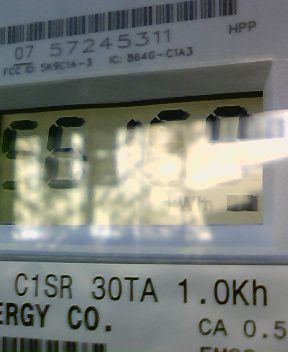 07 57245311
HPP
FCC ID: SK9C1A-3 IC: 864G-C1A3
kWh
C1SR 30TA 1.0Kh
ERGY CO.
CA 0.5